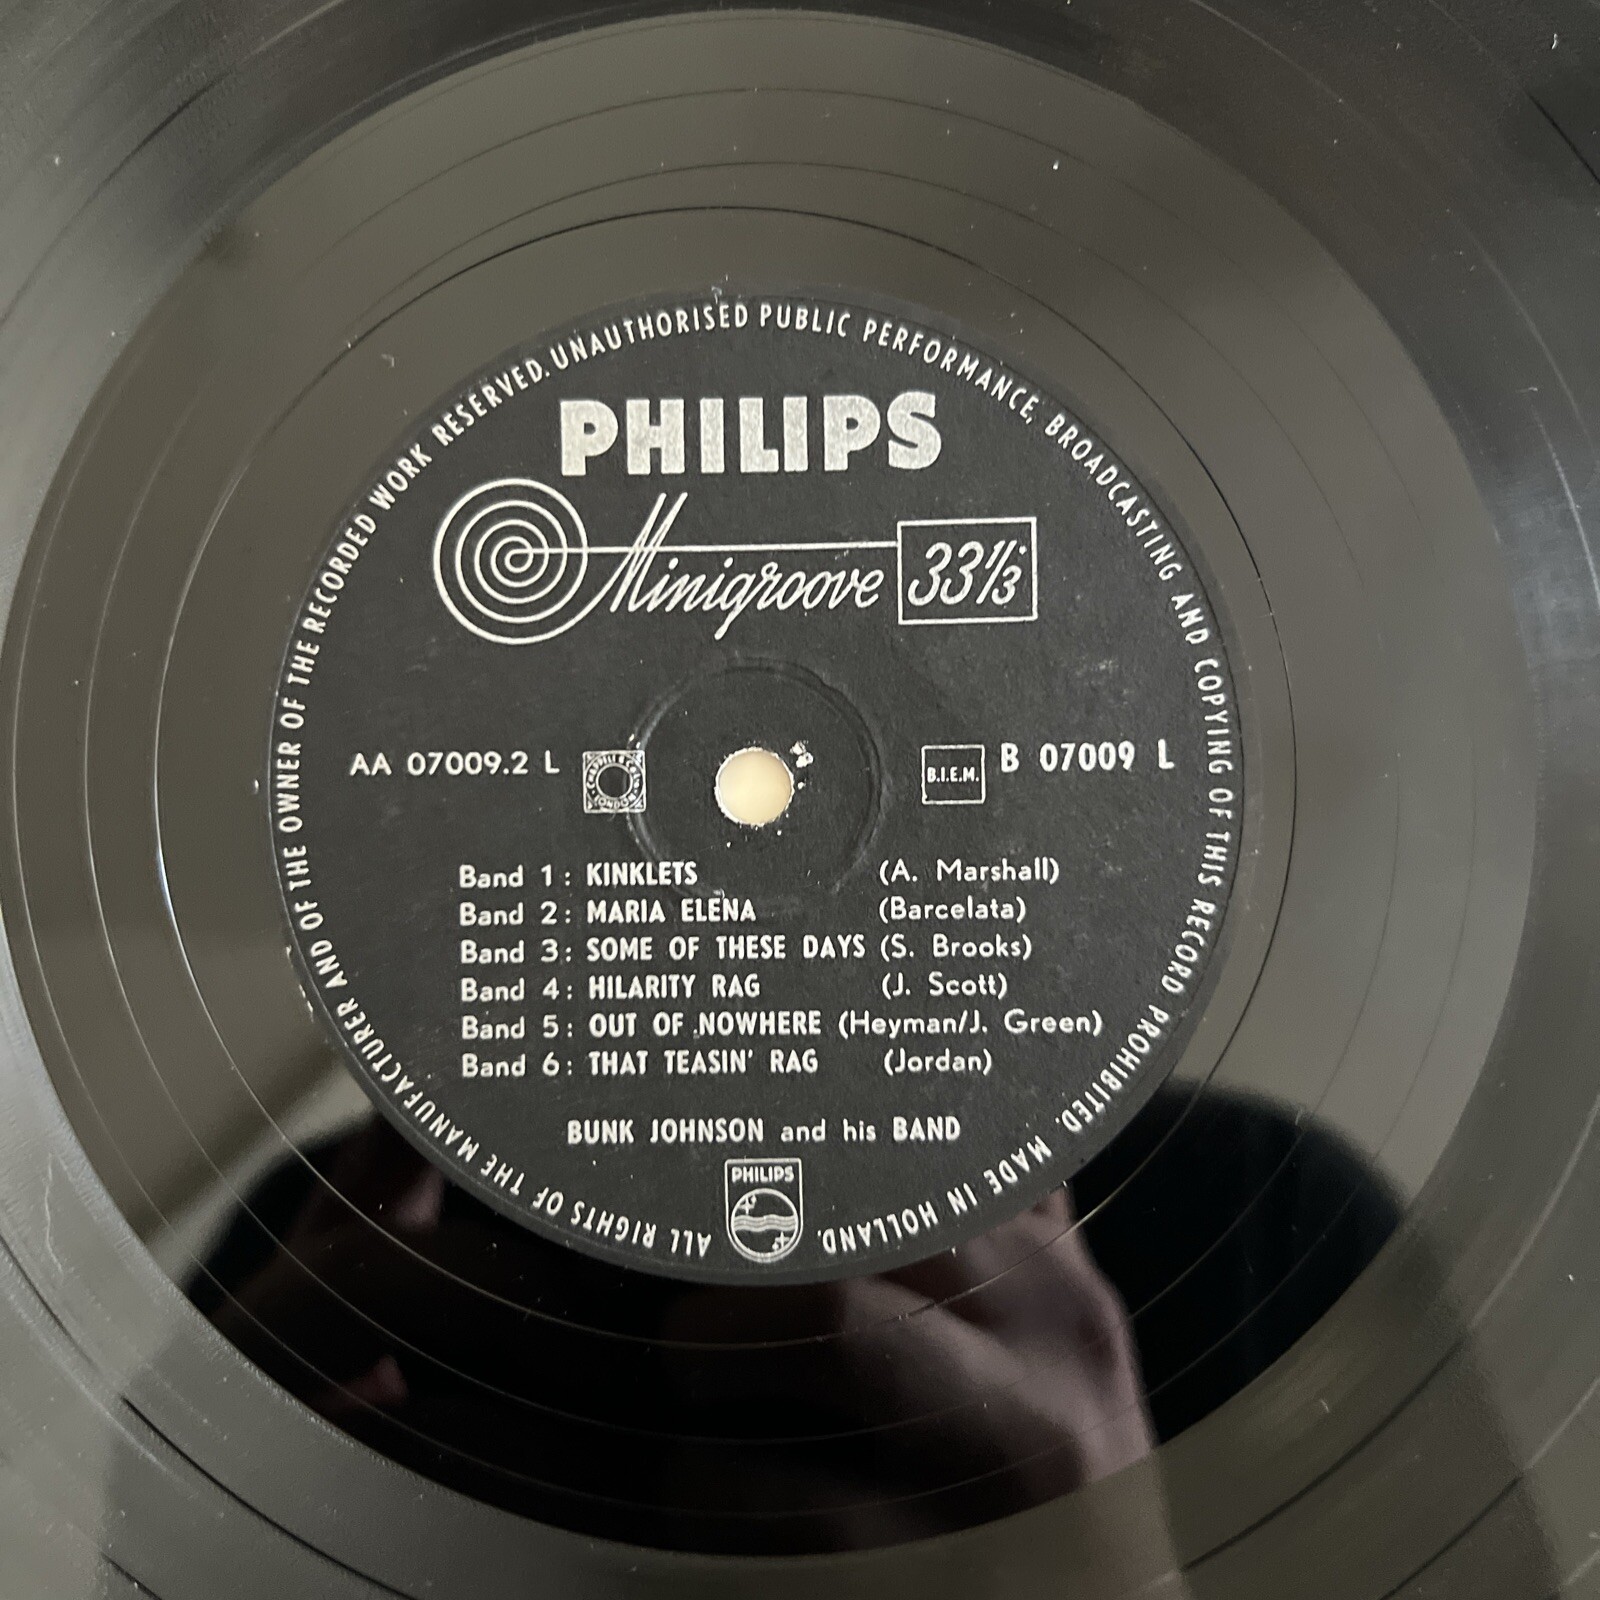 ALL RIGHTS OF THE MANUFACTURER AND OF THE OWNER OF THE RECORDED WORK RESERVED. UNAUTHORISED PUBLIC PERFORMANCE, BROADCASTING AND COPYING OF THIS RECORD PROHIBITED. MADE IN HOLLAND.
PHILIPS
Minigroove 33⅓
AA 07009.2 L
B.I.E.M.
B 07009 L
Band 1: KINKLETS (A. Marshall)
Band 2: MARIA ELENA (Barcelata)
Band 3: SOME OF THESE DAYS (S. Brooks)
Band 4: HILARITY RAG (J. Scott)
Band 5: OUT OF NOWHERE (Heyman/J. Green)
Band 6: THAT TEASIN' RAG (Jordan)
BUNK JOHNSON and his BAND
PHILIPS